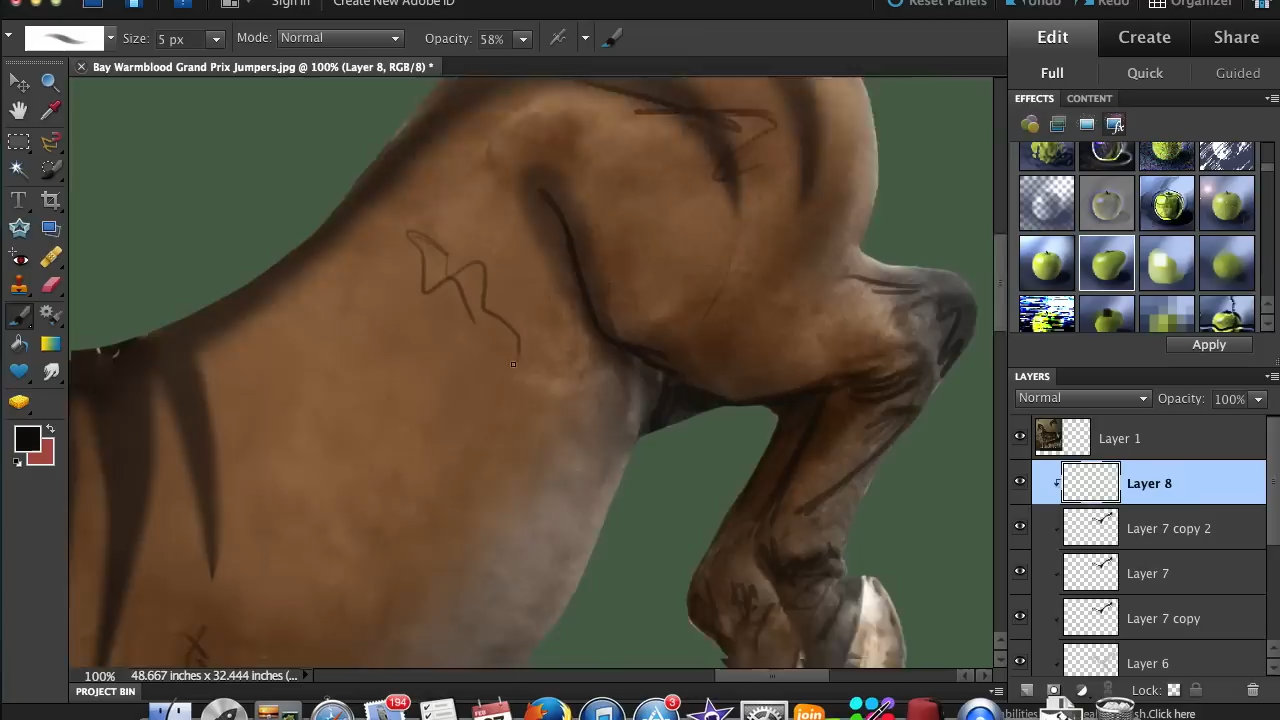 Sign In Create New Adobe ID Reset Panels Undo Redo Organizer
Size: 5 px Mode: Normal Opacity: 58%
Edit Create Share
Bay Warmblood Grand Prix Jumpers.jpg @ 100% (Layer 8, RGB/8) *
Full Quick Guided
EFFECTS CONTENT
Apply
LAYERS
Normal Opacity: 100%
Layer 1
Layer 8
Layer 7 copy 2
Layer 7
Layer 7 copy
Layer 6
100% 48.667 inches x 32.444 inches (...
PROJECT BIN
Lock:
194
3
FEB
join
sh.Click here